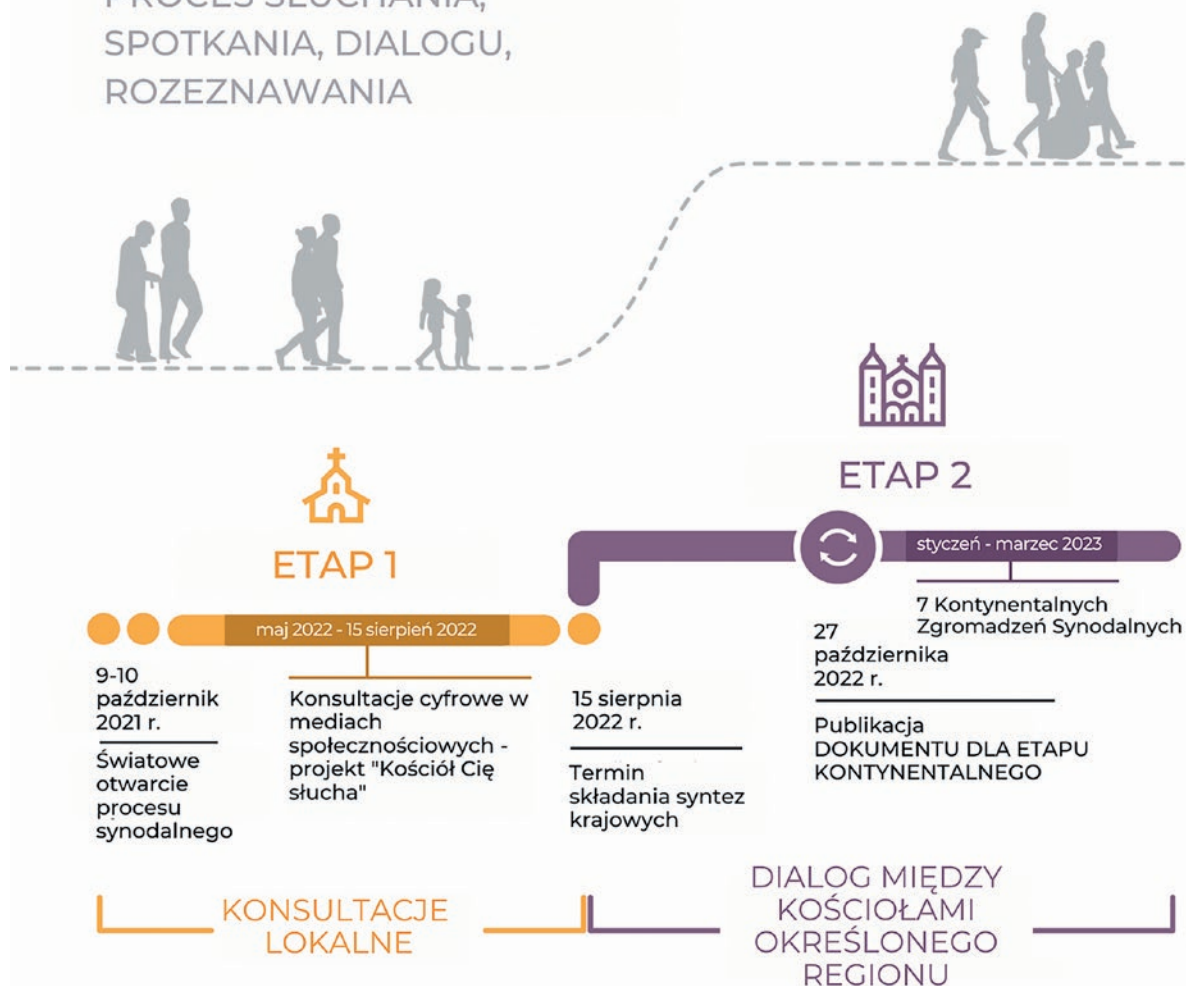 PROCES SŁUCHANIA,
SPOTKANIA, DIALOGU,
ROZEZNAWANIA
ETAP 1
maj 2022 - 15 sierpień 2022
9-10
październik
2021 r.
Światowe
otwarcie
procesu
synodalnego
Konsultacje cyfrowe w
mediach
społecznościowych -
projekt "Kościół Cię
słucha"
15 sierpnia
2022 r.
Termin
składania syntez
krajowych
KONSULTACJE
LOKALNE
ETAP 2
styczeń - marzec 2023
7 Kontynentalnych
Zgromadzeń Synodalnych
27
października
2022 r.
Publikacja
DOKUMENTU DLA ETAPU
KONTYNENTALNEGO
DIALOG MIĘDZY
KOŚCIOŁAMI
OKREŚLONEGO
REGIONU